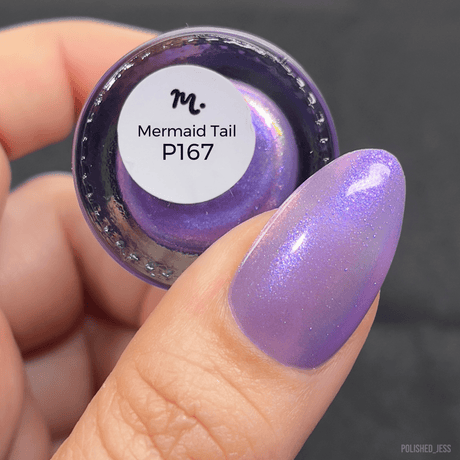 m.
Mermaid Tail
P167
POLISHED_JESS